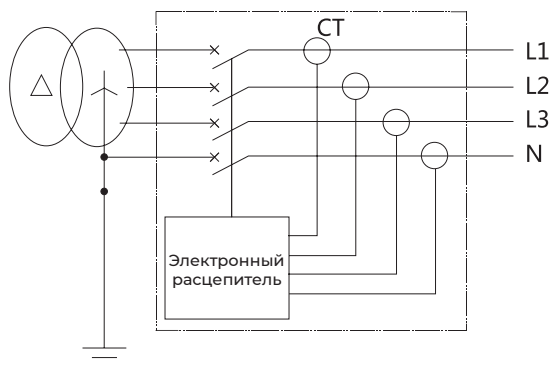 CT
L1
L2
L3
N
Электронный
расцепитель